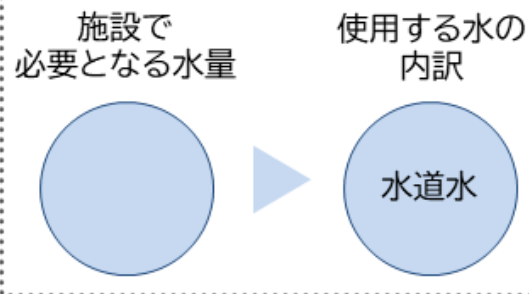 施設で
必要となる水量
使用する水の
内訳
水道水